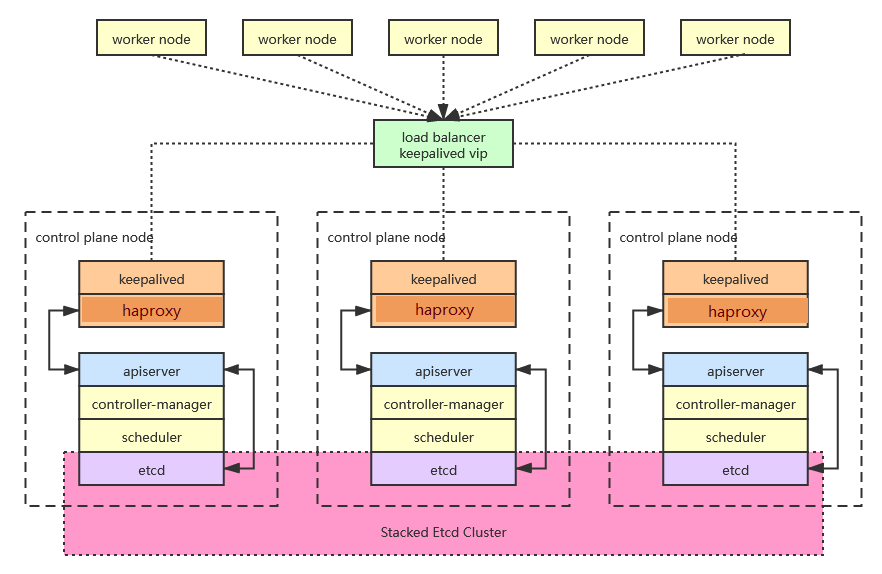 worker node
worker node
worker node
worker node
worker node
load balancer
keepalived vip
control plane node
control plane node
control plane node
keepalived
keepalived
keepalived
haproxy
haproxy
haproxy
apiserver
apiserver
apiserver
controller-manager
controller-manager
controller-manager
scheduler
scheduler
scheduler
etcd
etcd
etcd
Stacked Etcd Cluster